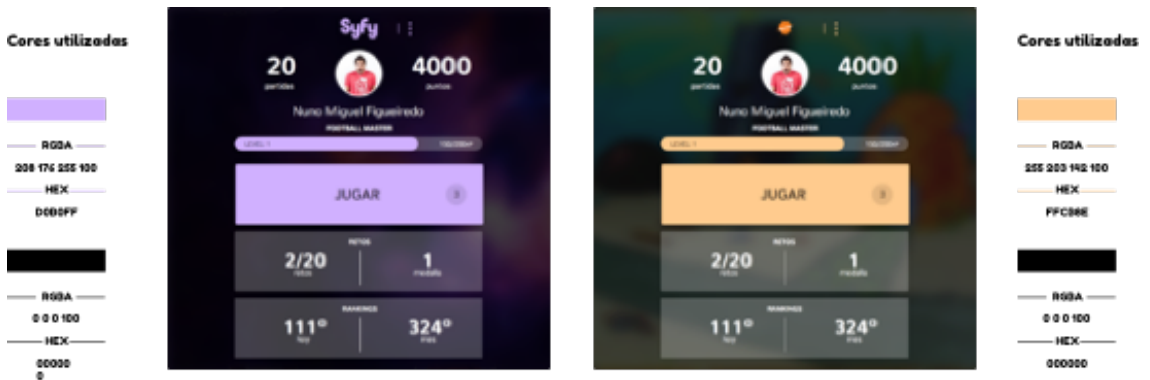 Cores utilizadas
RGBA
208 176 255 100
HEX
D0B0FF
RGBA
0 0 0 100
HEX
00000
0
Syfy
20
partidas
4000
puntos
Nuno Miguel Figueiredo
FOOTBALL MASTER
LEVEL 1
JUGAR
3
RETOS
2/20
retos
1
medalla
RANKINGS
111º
hoy
324º
mes
20
partidas
4000
puntos
Nuno Miguel Figueiredo
FOOTBALL MASTER
LEVEL 1
JUGAR
3
RETOS
2/20
retos
1
medalla
RANKINGS
111º
hoy
324º
mes
Cores utilizadas
RGBA
255 203 142 100
HEX
FFCB8E
RGBA
0 0 0 100
HEX
000000